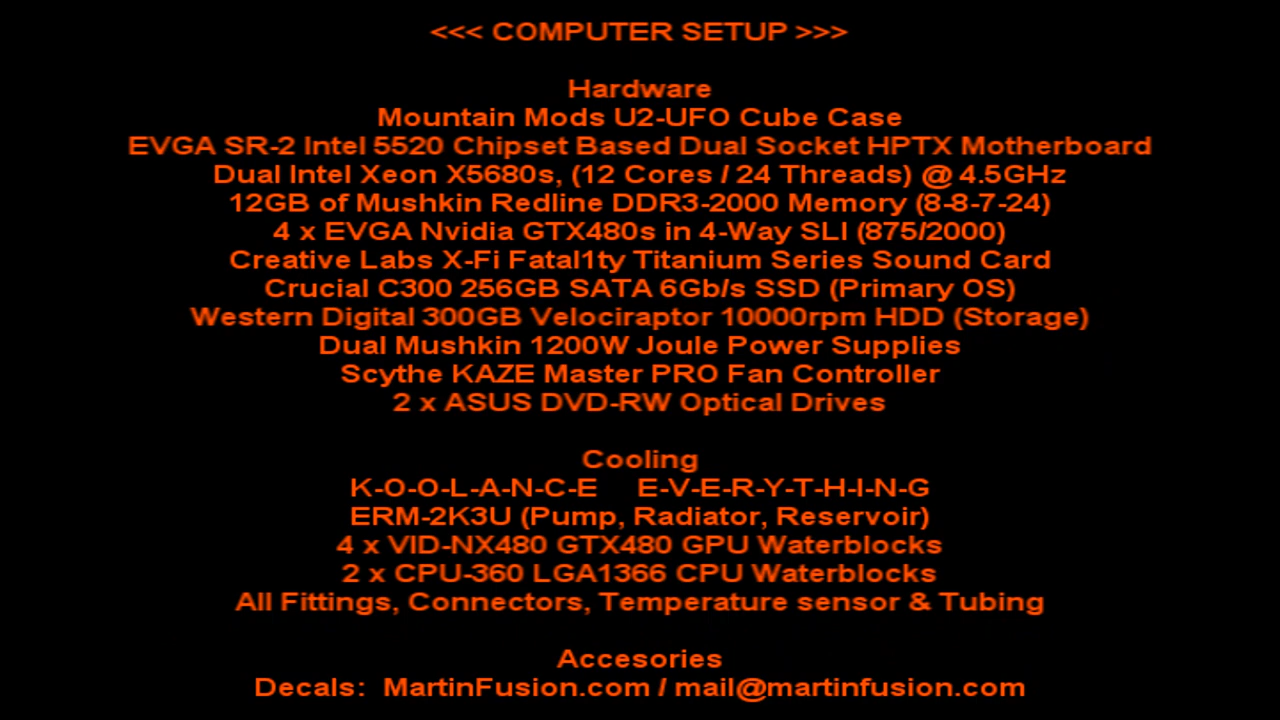 <<< COMPUTER SETUP >>>
Hardware
Mountain Mods U2-UFO Cube Case
EVGA SR-2 Intel 5520 Chipset Based Dual Socket HPTX Motherboard
Dual Intel Xeon X5680s, (12 Cores / 24 Threads) @ 4.5GHz
12GB of Mushkin Redline DDR3-2000 Memory (8-8-7-24)
4 x EVGA Nvidia GTX480s in 4-Way SLI (875/2000)
Creative Labs X-Fi Fatal1ty Titanium Series Sound Card
Crucial C300 256GB SATA 6Gb/s SSD (Primary OS)
Western Digital 300GB Velociraptor 10000rpm HDD (Storage)
Dual Mushkin 1200W Joule Power Supplies
Scythe KAZE Master PRO Fan Controller
2 x ASUS DVD-RW Optical Drives
Cooling
K-O-O-L-A-N-C-E E-V-E-R-Y-T-H-I-N-G
ERM-2K3U (Pump, Radiator, Reservoir)
4 x VID-NX480 GTX480 GPU Waterblocks
2 x CPU-360 LGA1366 CPU Waterblocks
All Fittings, Connectors, Temperature sensor & Tubing
Accesories
Decals: MartinFusion.com / mail@martinfusion.com